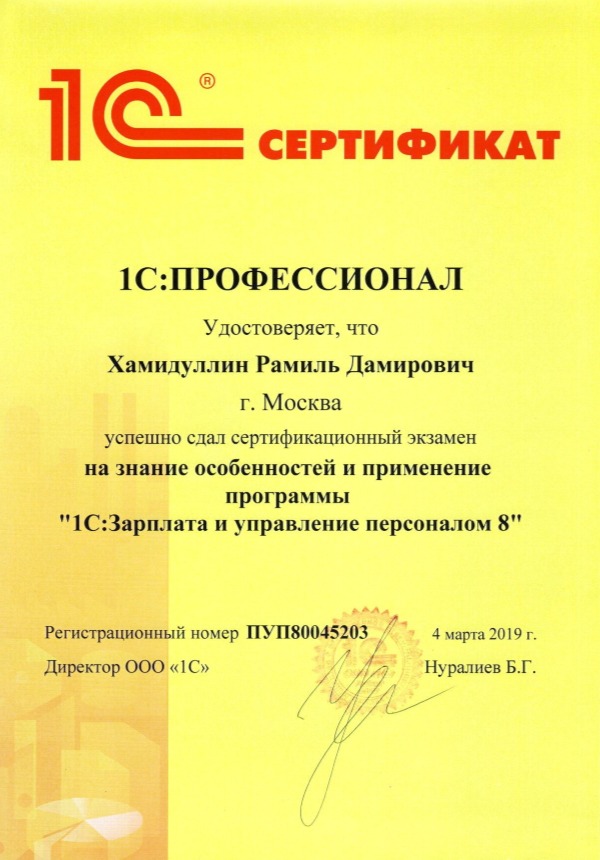 1С® СЕРТИФИКАТ
1С:ПРОФЕССИОНАЛ
Удостоверяет, что
Хамидуллин Рамиль Дамирович
г. Москва
успешно сдал сертификационный экзамен
на знание особенностей и применение
программы
"1С:Зарплата и управление персоналом 8"
Регистрационный номер ПУП80045203 4 марта 2019 г.
Директор ООО «1С» Нуралиев Б.Г.